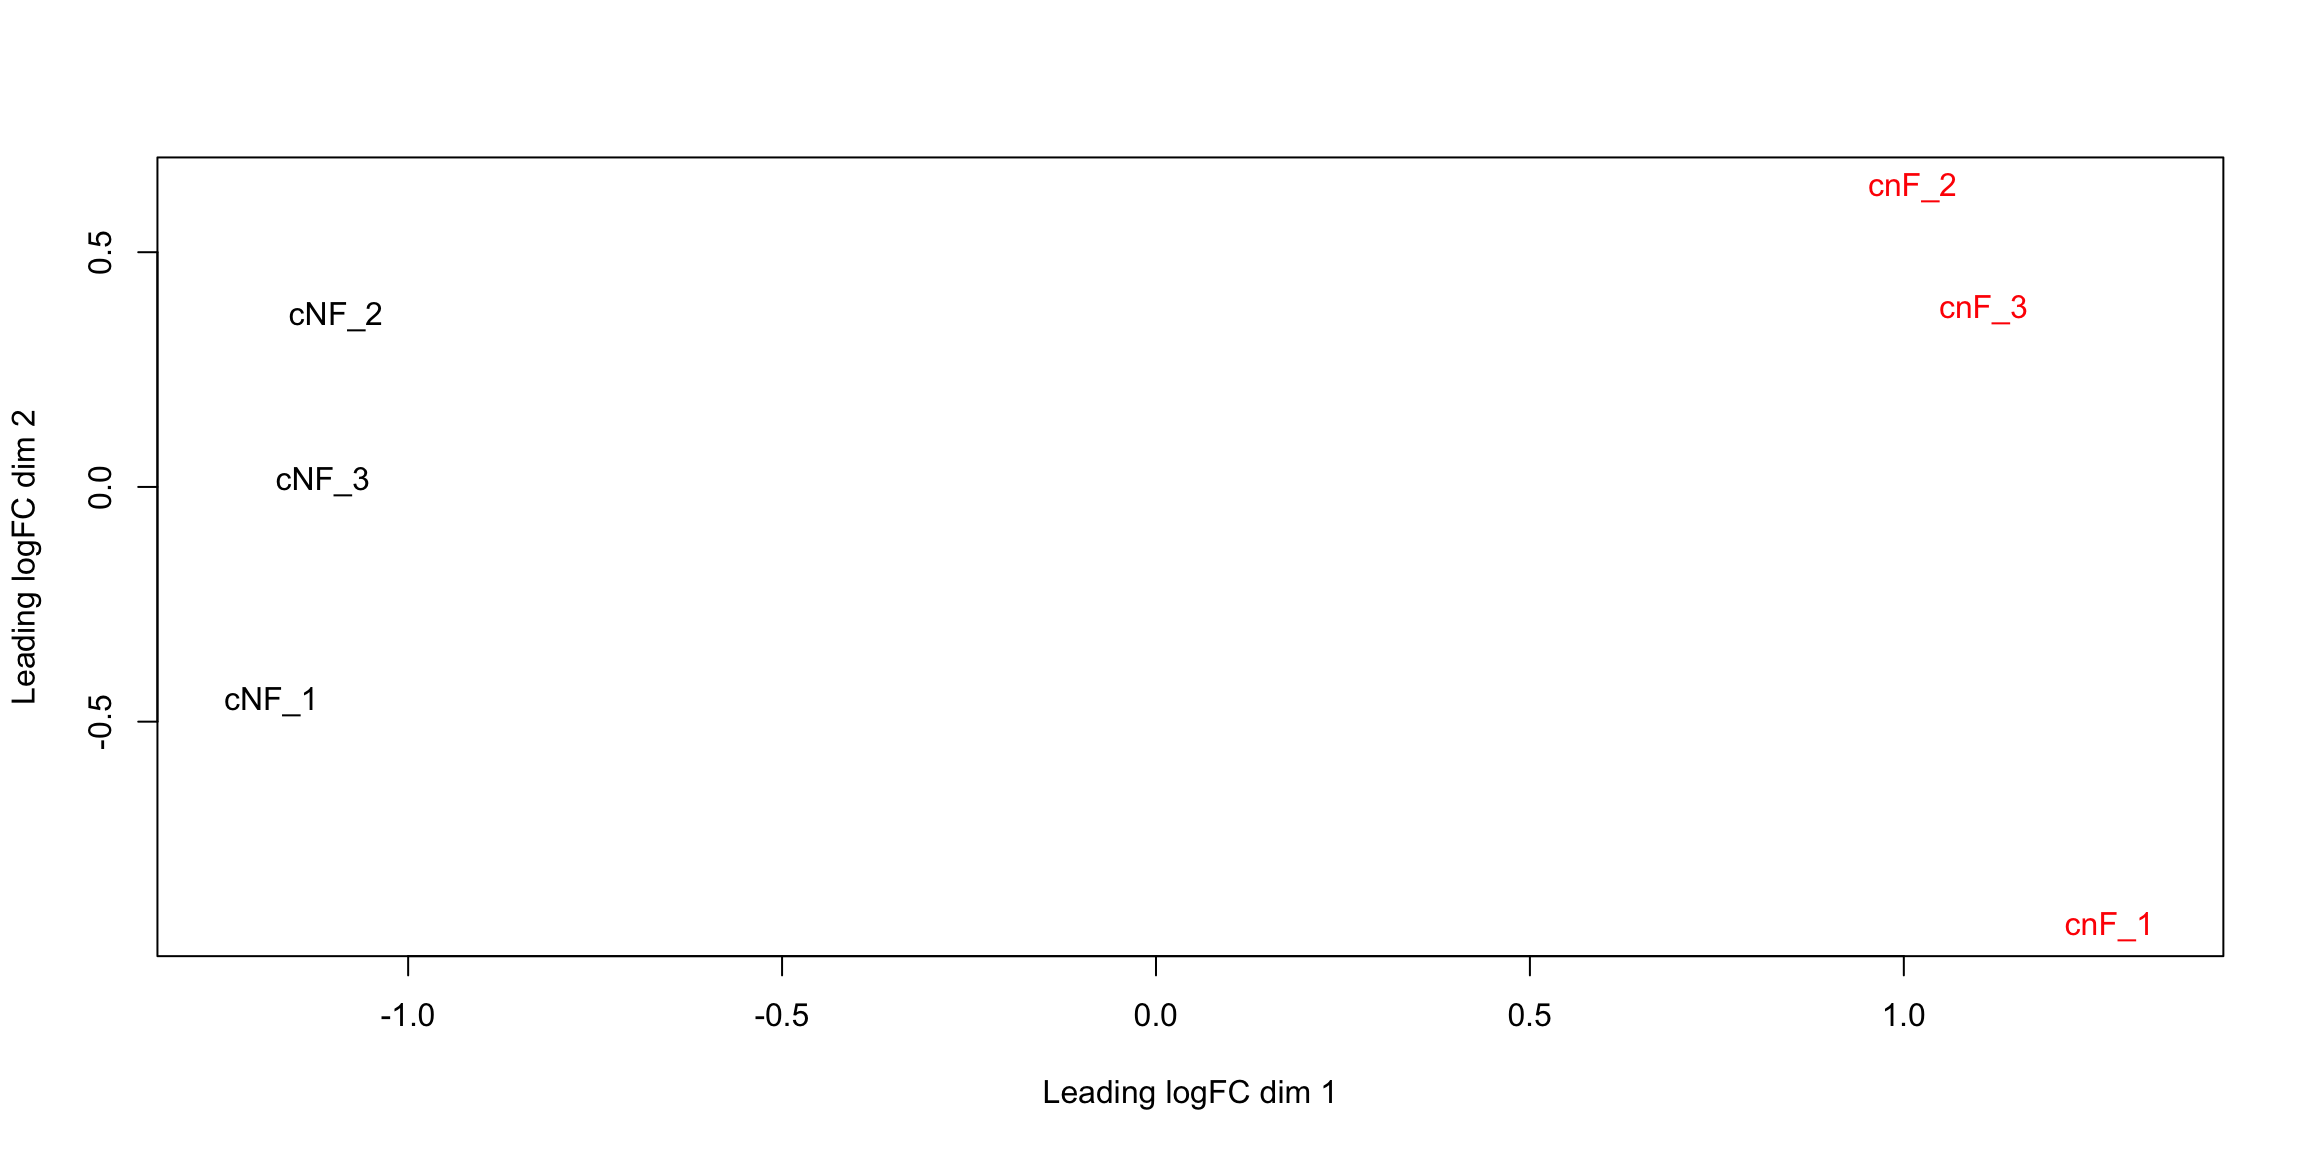 cnF_2
0.5
cNF_2
cnF_3
Leading logFC dim 2
0.0
cNF_3
cNF_1
-0.5
cnF_1
-1.0
-0.5
0.0
0.5
1.0
Leading logFC dim 1